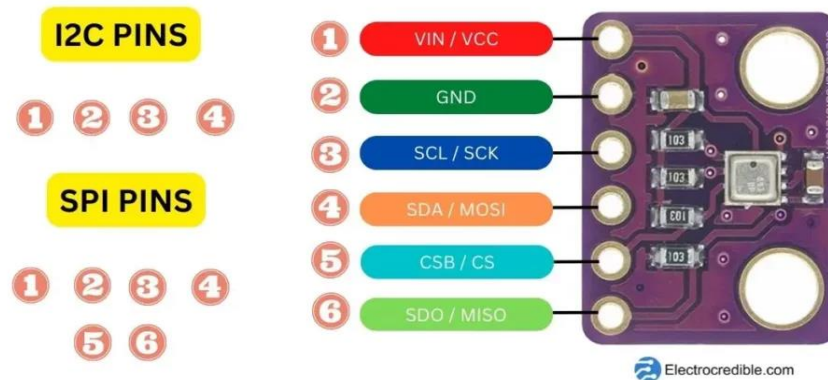 I2C PINS
1 2 3 4
SPI PINS
1 2 3 4
5 6
1 VIN / VCC
2 GND
3 SCL / SCK
4 SDA / MOSI
5 CSB / CS
6 SDO / MISO
103
103
103
103
Electrocredible.com